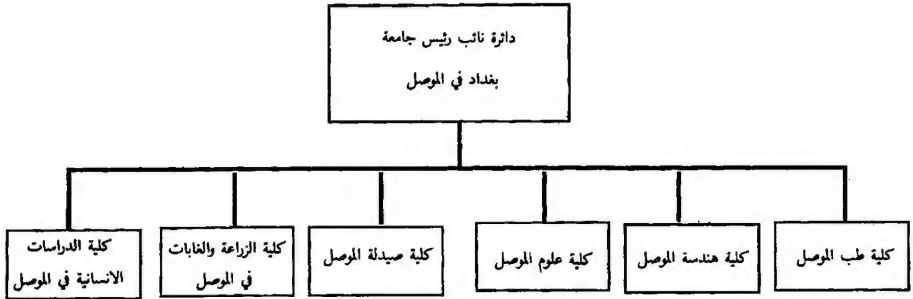 دائرة نائب رئيس جامعة
بغداد في الموصل
كلية طب الموصل
كلية هندسة الموصل
كلية علوم الموصل
كلية صيدلة الموصل
كلية الزراعة والغابات
في الموصل
كلية الدراسات
الانسانية في الموصل